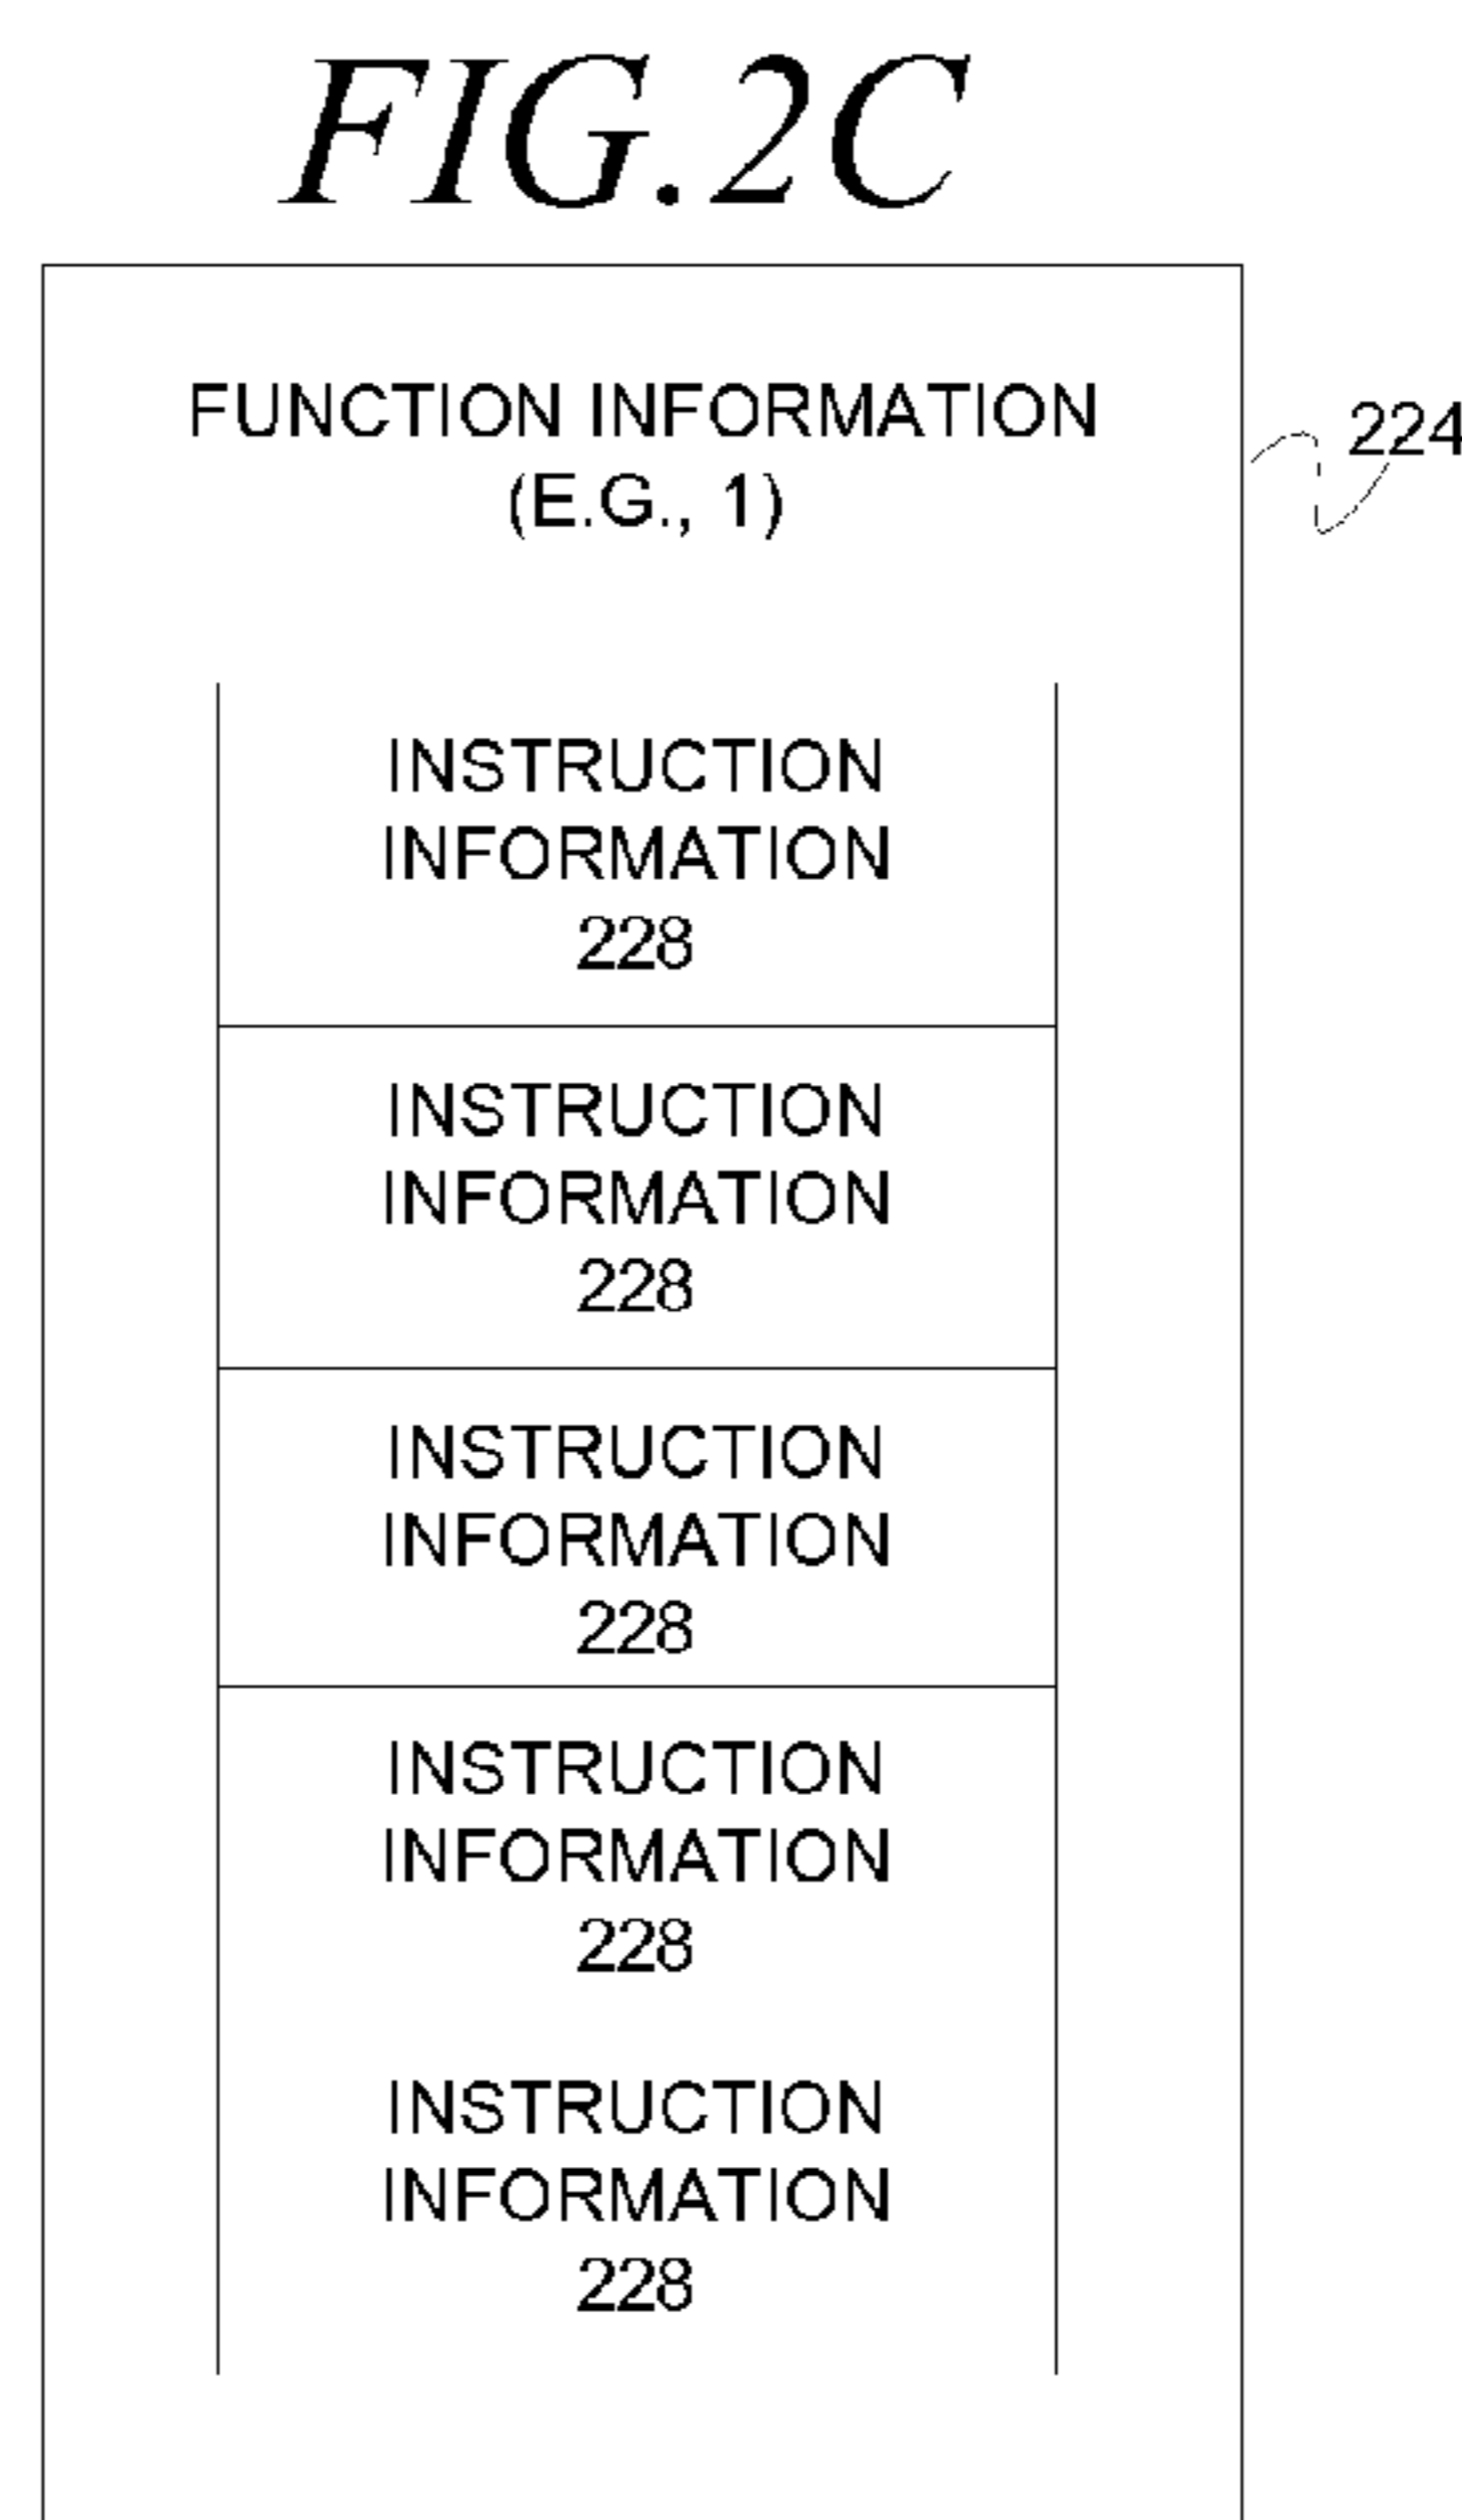 FIG.2C
FUNCTION INFORMATION
224
(E.G., 1)
INSTRUCTION
INFORMATION
228
INSTRUCTION
INFORMATION
228
INSTRUCTION
INFORMATION
228
INSTRUCTION
INFORMATION
228
INSTRUCTION
INFORMATION
228